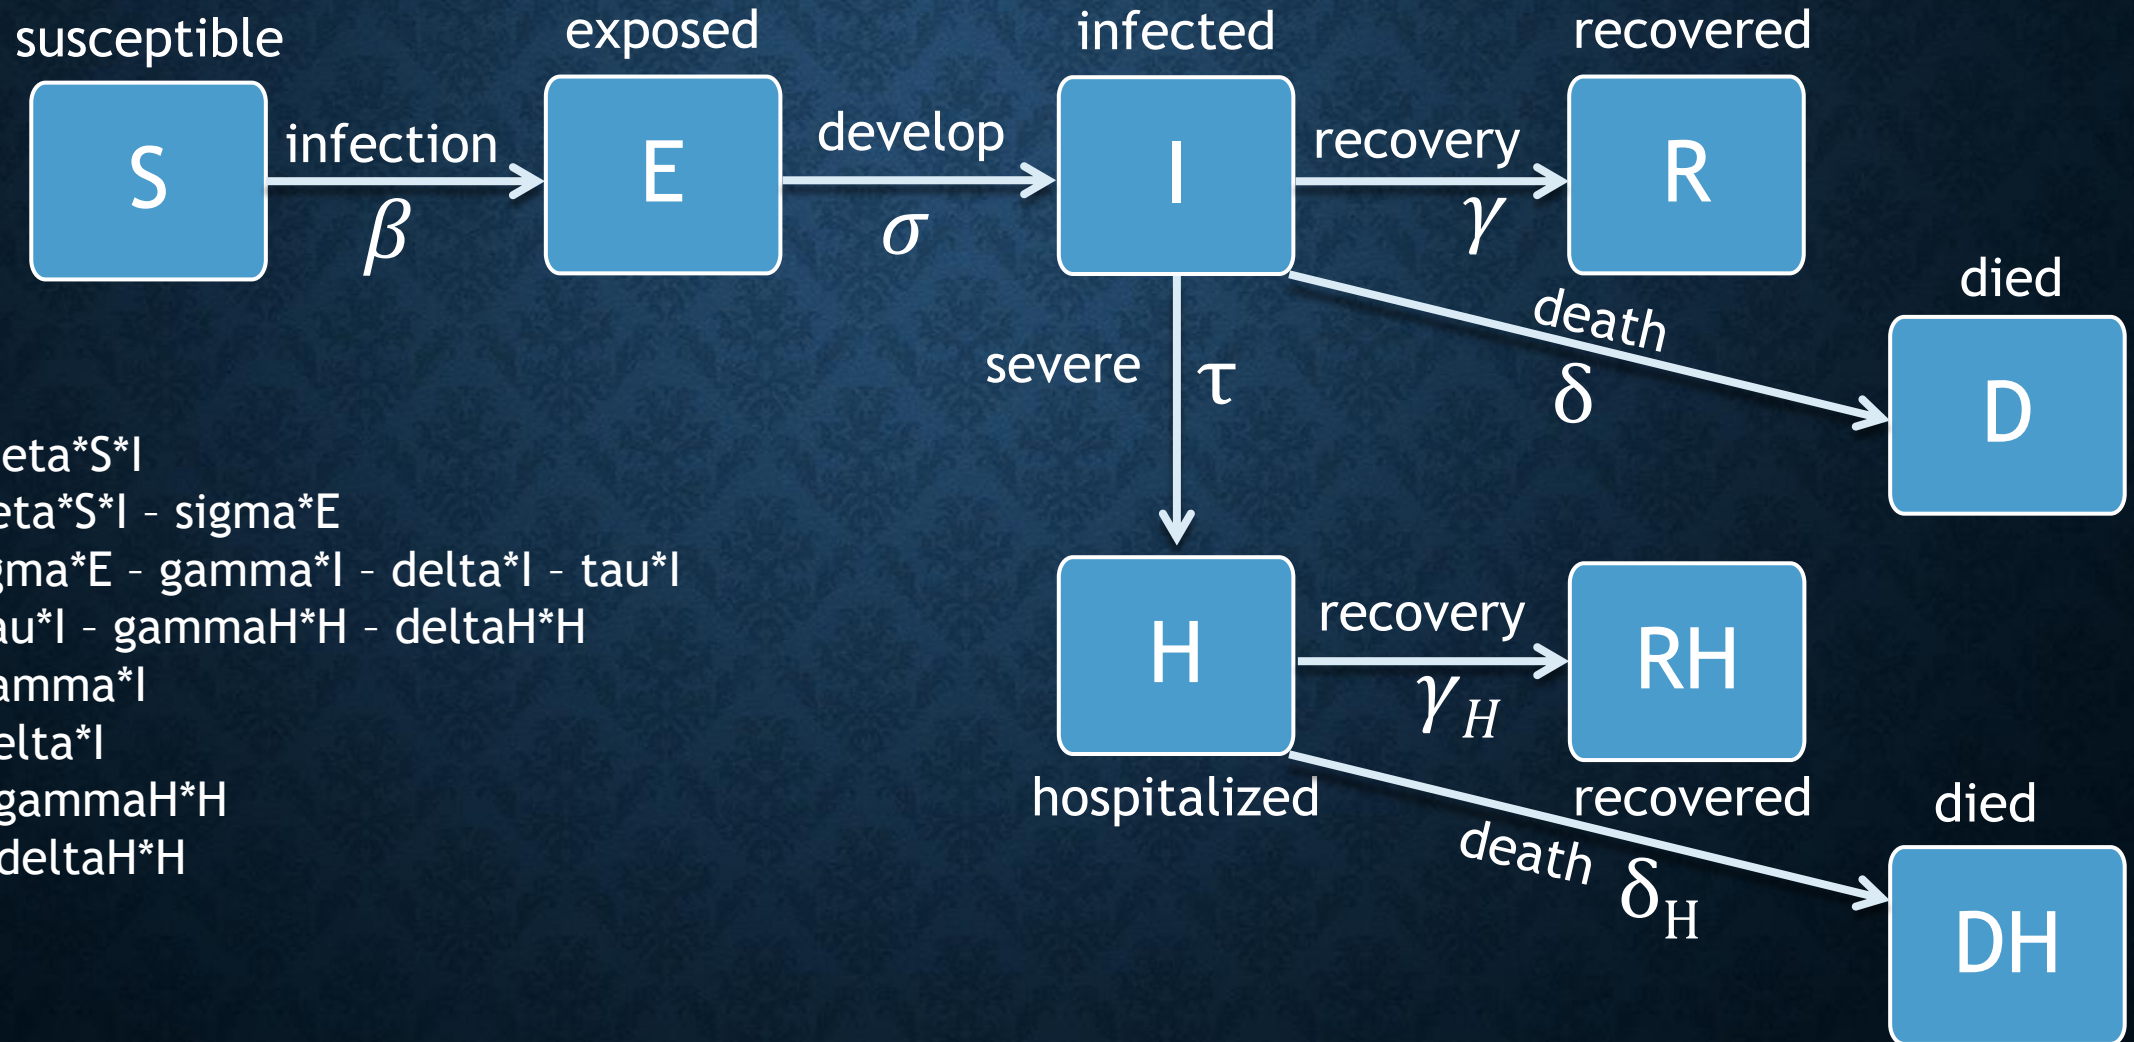 susceptible
exposed
infected
recovered
S
infection
β
E
develop
σ
I
recovery
γ
R
died
death
δ
D
severe
τ
eta*S*I
eta*S*I – sigma*E
gma*E – gamma*I – delta*I – tau*I
au*I – gammaH*H – deltaH*H
amma*I
elta*I
gammaH*H
deltaH*H
H
recovery
γH
RH
hospitalized
recovered
died
death
δH
DH